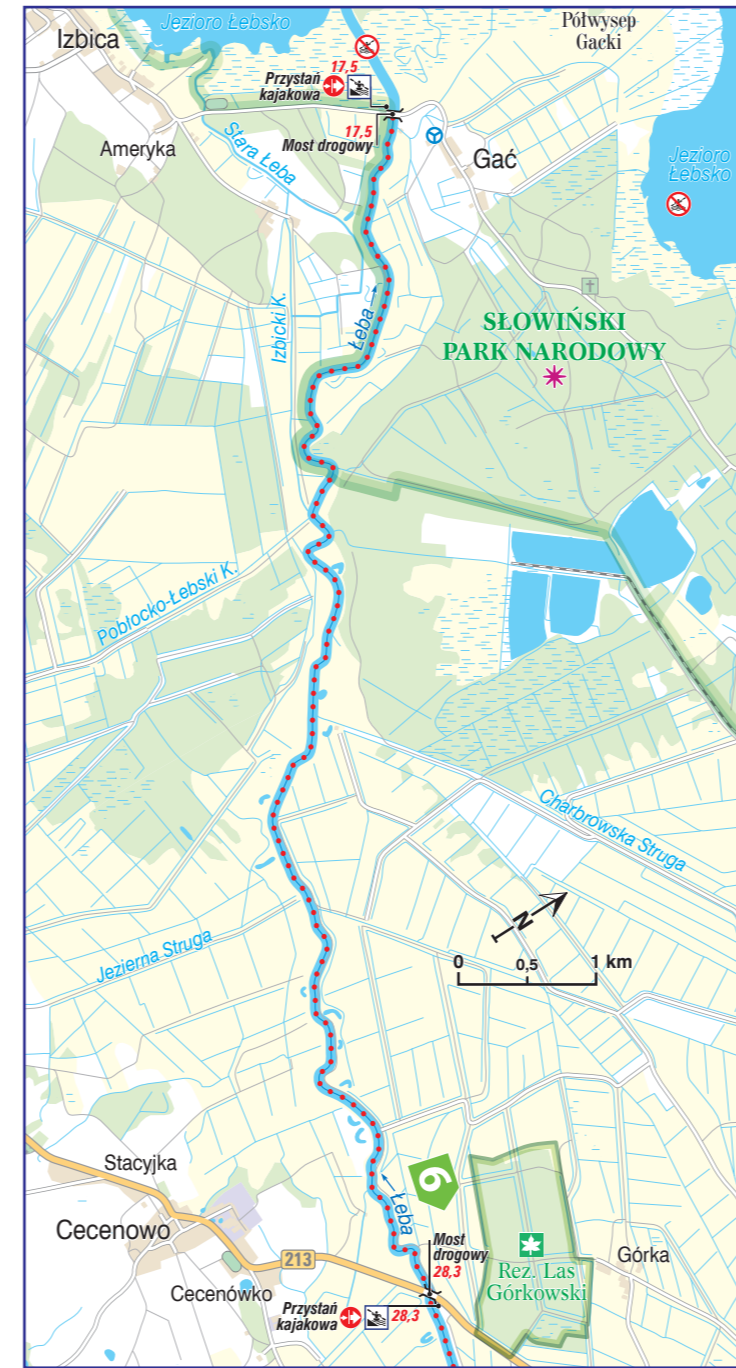 Izbica
Jezioro Łebsko
Półwysep
Gacki
17,5
Przystań
kajakowa
17,5
Most drogowy
Ameryka
Stara Łeba
Gać
Jezioro
Łebsko
Izbicki K.
Łeba
SŁOWIŃSKI
PARK NARODOWY
Pobłocko-Łebski K.
Charbrowska Struga
N
0 0,5 1 km
Jezierna Struga
Stacyjka
6
Łeba
Cecenowo
213
Most
drogowy
28,3
Rez. Las
Górkowski
Górka
Cecenówko
Przystań
kajakowa
28,3